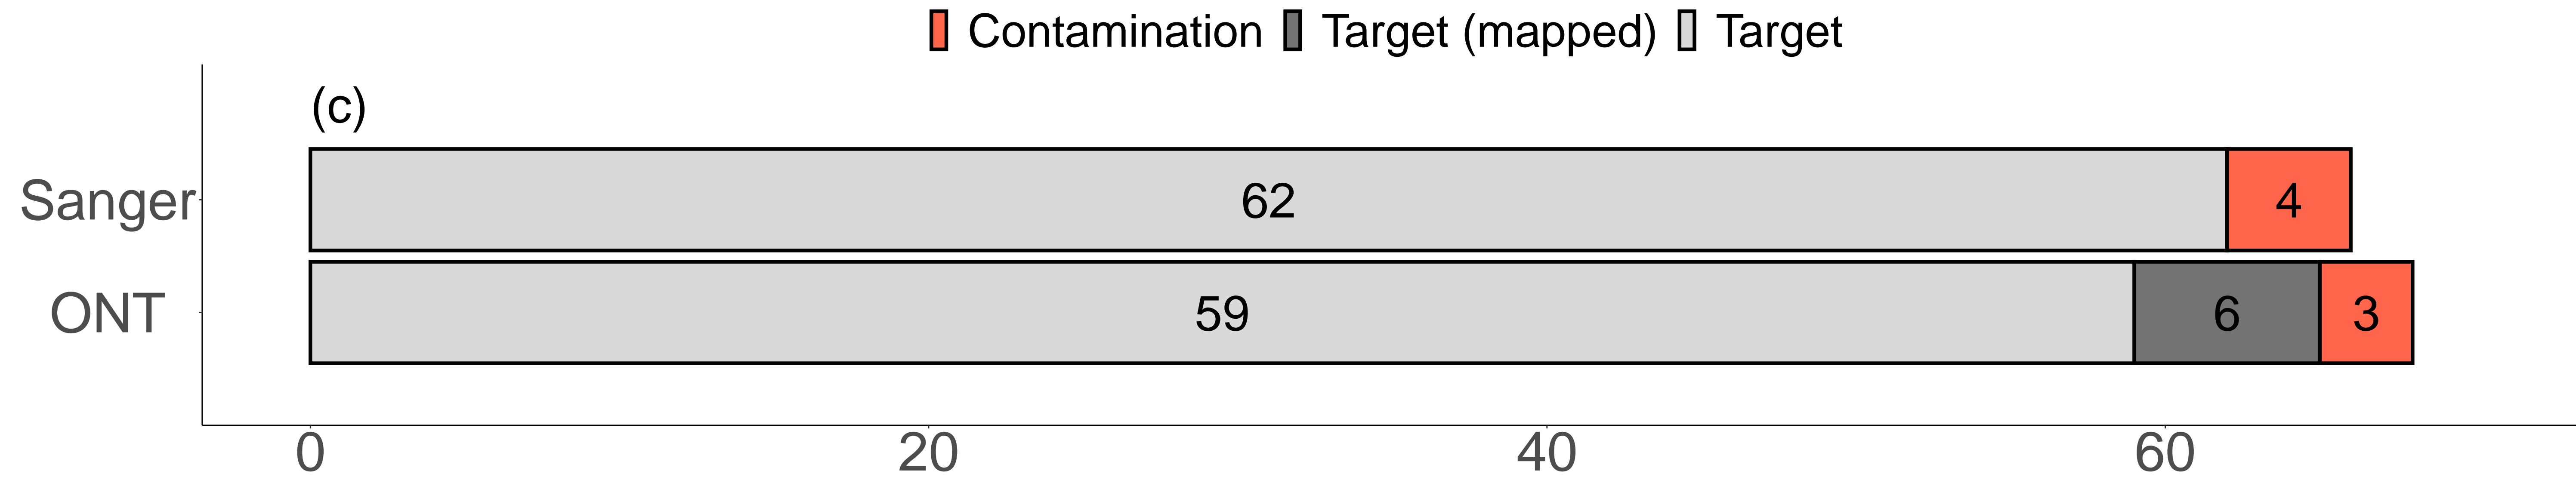 Contamination Target (mapped) Target
(c)
Sanger 62 4
ONT 59 6 3
0 20 40 60